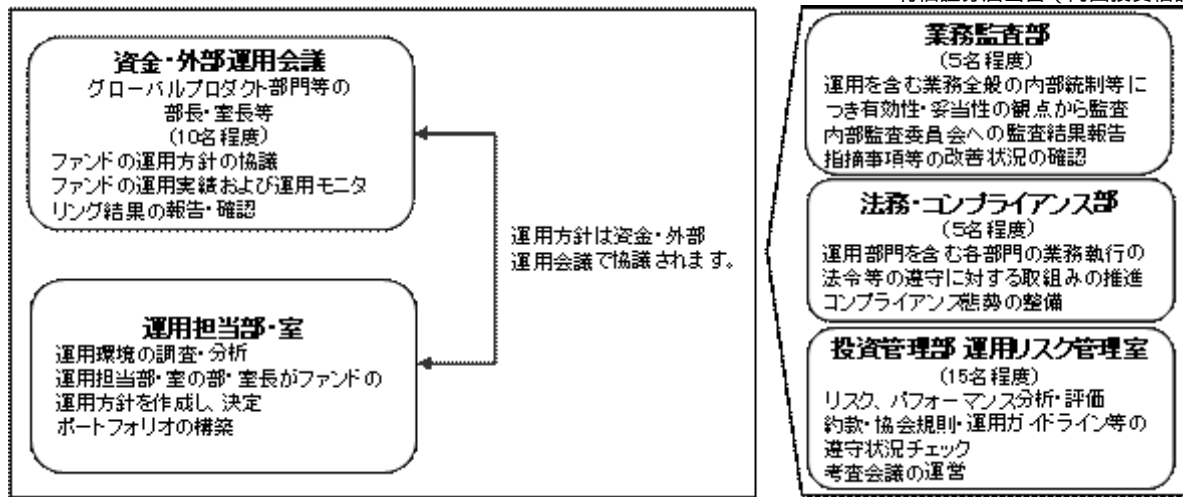 資金・外部運用会議
グローバルプロダクト部門等の
部長・室長等
(10名程度)
ファンドの運用方針の協議
ファンドの運用実績および運用モニタ
リング結果の報告・確認
運用方針は資金・外部
運用会議で協議されます。
運用担当部・室
運用環境の調査・分析
運用担当部・室の部・室長がファンドの
運用方針を作成し、決定
ポートフォリオの構築
業務監査部
(5名程度)
運用を含む業務全般の内部統制等に
つき有効性・妥当性の観点から監査
内部監査委員会への監査結果報告
指摘事項等の改善状況の確認
法務・コンプライアンス部
(5名程度)
運用部門を含む各部門の業務執行の
法令等の遵守に対する取組みの推進
コンプライアンス態勢の整備
投資管理部 運用リスク管理室
(15名程度)
リスク、パフォーマンス分析・評価
約款・協会規則・運用ガイドライン等の
遵守状況チェック
考査会議の運営